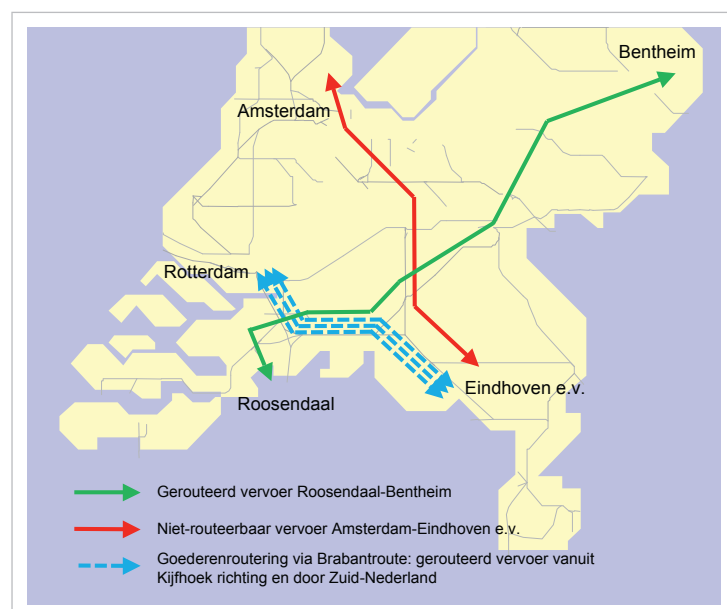 Bentheim
Amsterdam
Rotterdam
Eindhoven e.v.
Roosendaal
Gerouteerd vervoer Roosendaal-Bentheim
Niet-routeerbaar vervoer Amsterdam-Eindhoven e.v.
Goederenroutering via Brabantroute: gerouteerd vervoer vanuit
Kijfhoek richting en door Zuid-Nederland